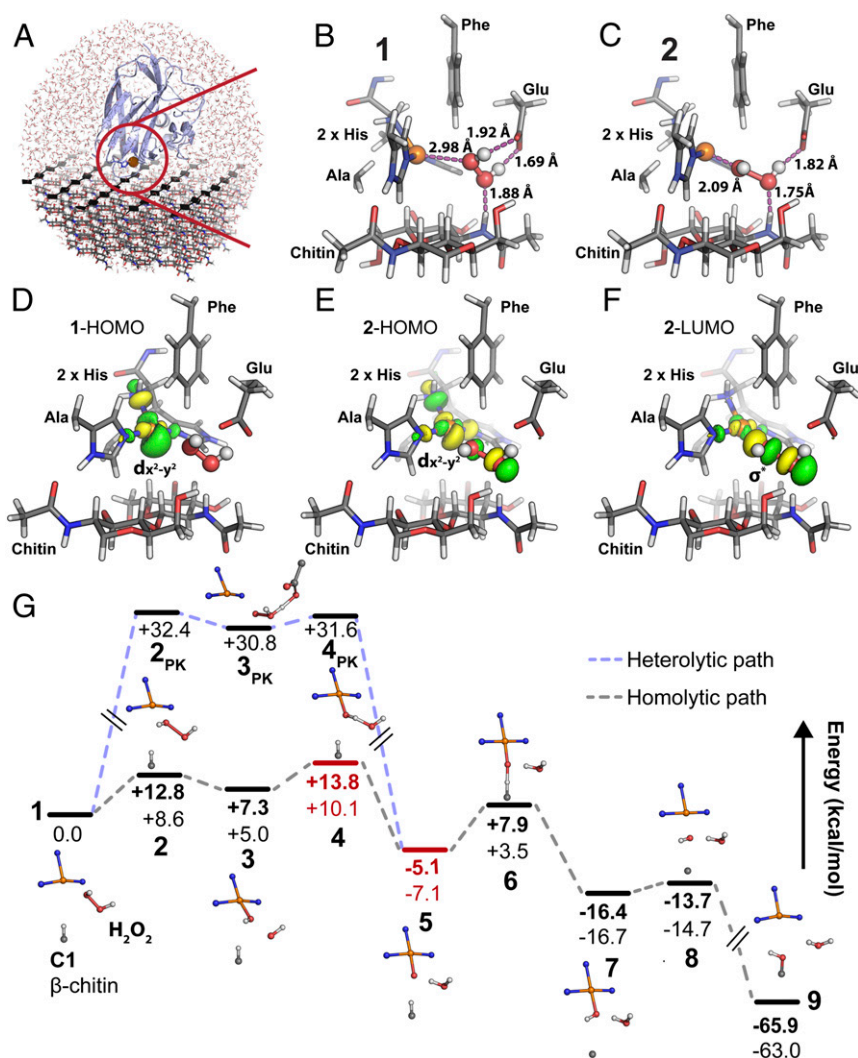 A
B
1
Phe
Glu
2 x His
1.92 Å
2.98 Å
1.69 Å
Ala
1.88 Å
Chitin
C
2
Phe
Glu
2 x His
1.82 Å
Ala
2.09 Å
1.75Å
Chitin
D
1-HOMO
Phe
2 x His
Glu
Ala
dx²-y²
Chitin
E
2-HOMO
Phe
2 x His
Glu
Ala
dx²-y²
Chitin
F
2-LUMO
Phe
2 x His
Glu
Ala
σ*
Chitin
G
+32.4
2PK
+30.8
3PK
+31.6
4PK
Heterolytic path
Homolytic path
Energy (kcal/mol)
1
0.0
H₂O₂
C1
β-chitin
+12.8
+8.6
2
+7.3
+5.0
3
+13.8
+10.1
4
-5.1
-7.1
5
+7.9
+3.5
6
-16.4
-16.7
7
-13.7
-14.7
8
9
-65.9
-63.0